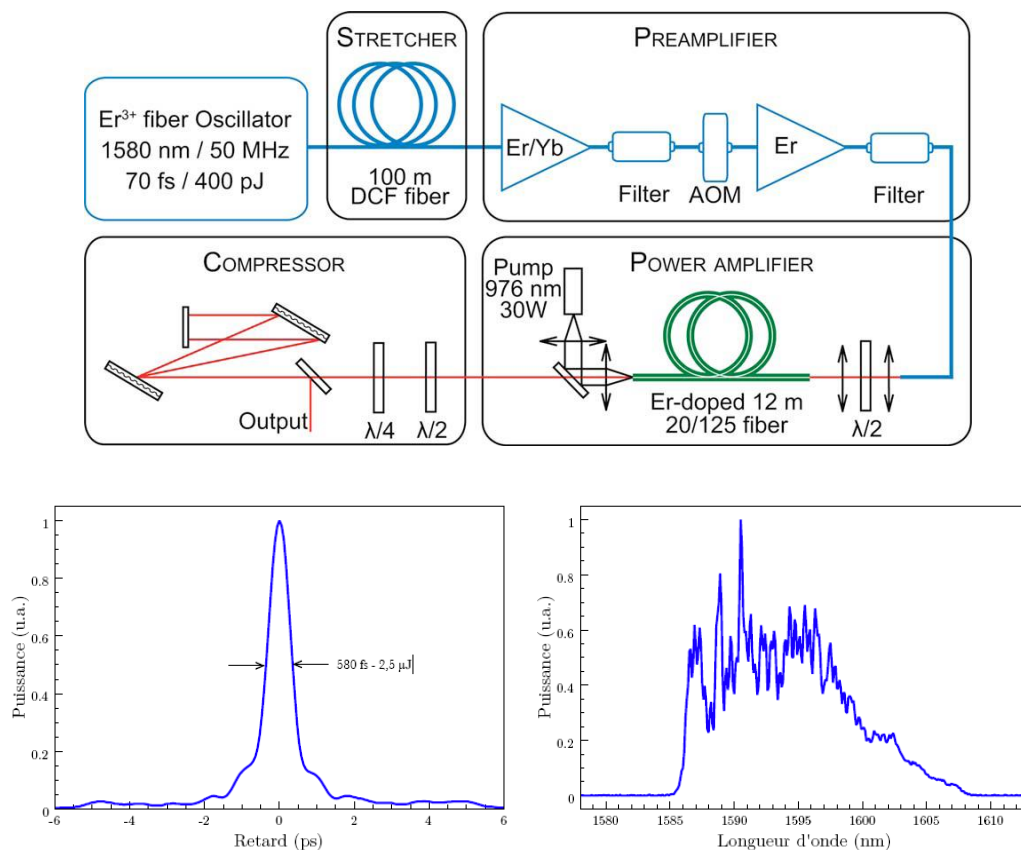 STRETCHER
PREAMPLIFIER
Er³⁺ fiber Oscillator
1580 nm / 50 MHz
70 fs / 400 pJ
100 m
DCF fiber
Er/Yb
Filter
AOM
Er
Filter
COMPRESSOR
Output
λ/4
λ/2
POWER AMPLIFIER
Pump
976 nm
30W
Er-doped 12 m
20/125 fiber
λ/2
Puissance (u.a.)
1
0.8
0.6
0.4
0.2
0
580 fs - 2,5 µJ
-6
-4
-2
0
2
4
6
Retard (ps)
Puissance (u.a.)
1
0.8
0.6
0.4
0.2
0
1580
1585
1590
1595
1600
1605
1610
Longueur d'onde (nm)